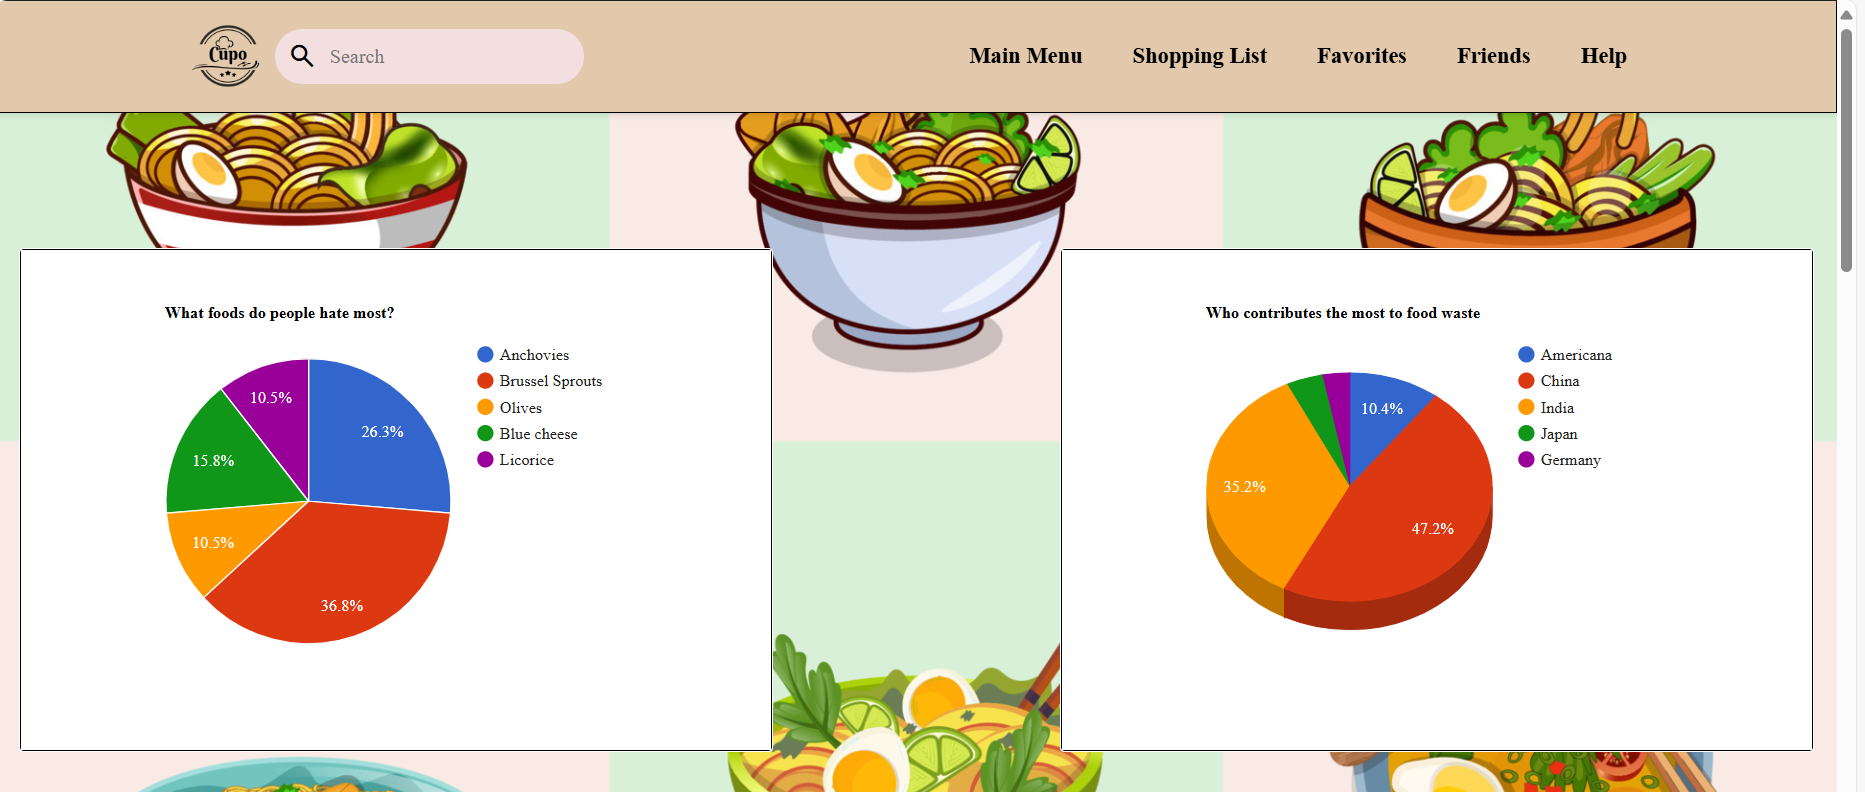 Cupo
Search
Main Menu
Shopping List
Favorites
Friends
Help
What foods do people hate most?
Anchovies
Brussel Sprouts
Olives
Blue cheese
Licorice
10.5%
26.3%
15.8%
10.5%
36.8%
Who contributes the most to food waste
Americana
China
India
Japan
Germany
10.4%
35.2%
47.2%